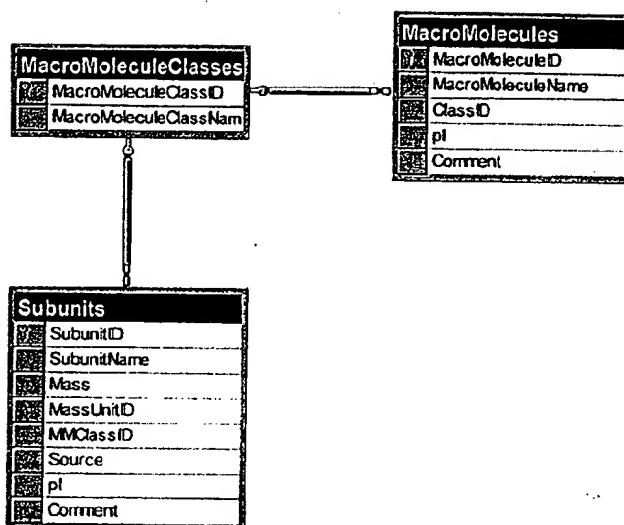 MacroMoleculeClasses
MacroMoleculeClassID
MacroMoleculeClassNam
MacroMolecules
MacroMoleculeID
MacroMoleculeName
ClassID
pI
Comment
Subunits
SubunitID
SubunitName
Mass
MassUnitID
MMClassID
Source
pI
Comment